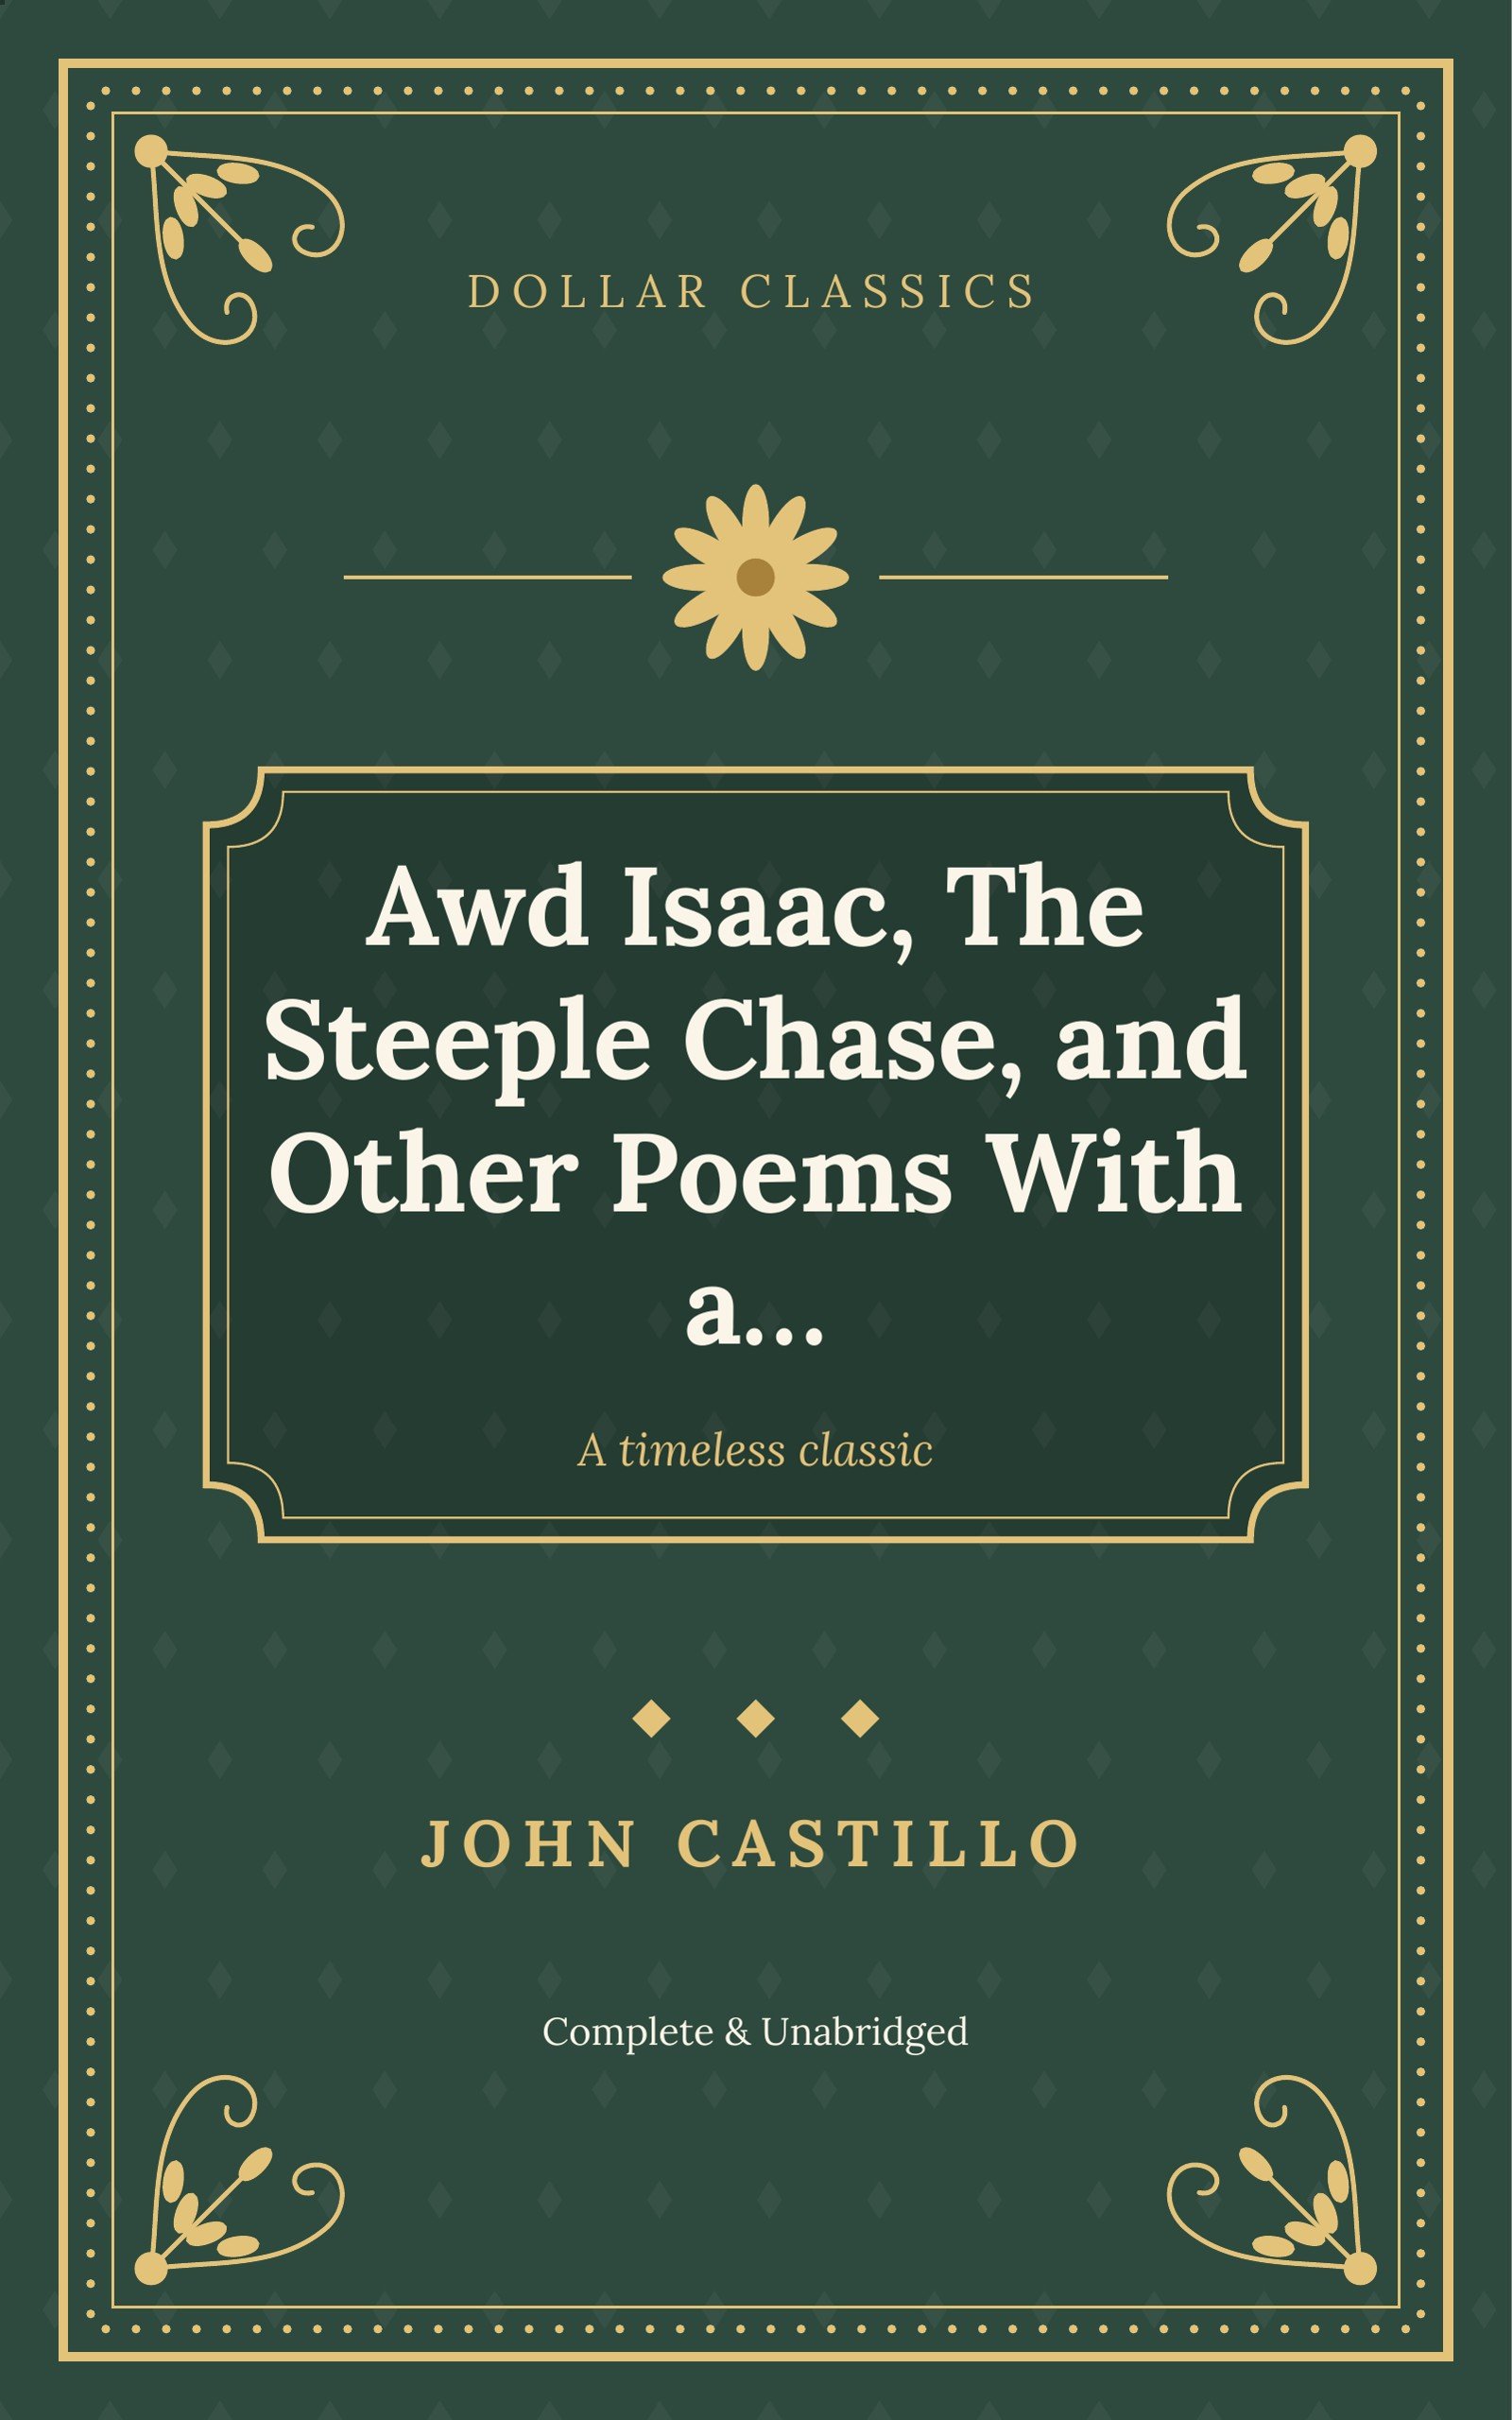 DOLLAR CLASSICS
Awd Isaac, The
Steeple Chase, and
Other Poems With
a...
A timeless classic
JOHN CASTILLO
Complete & Unabridged